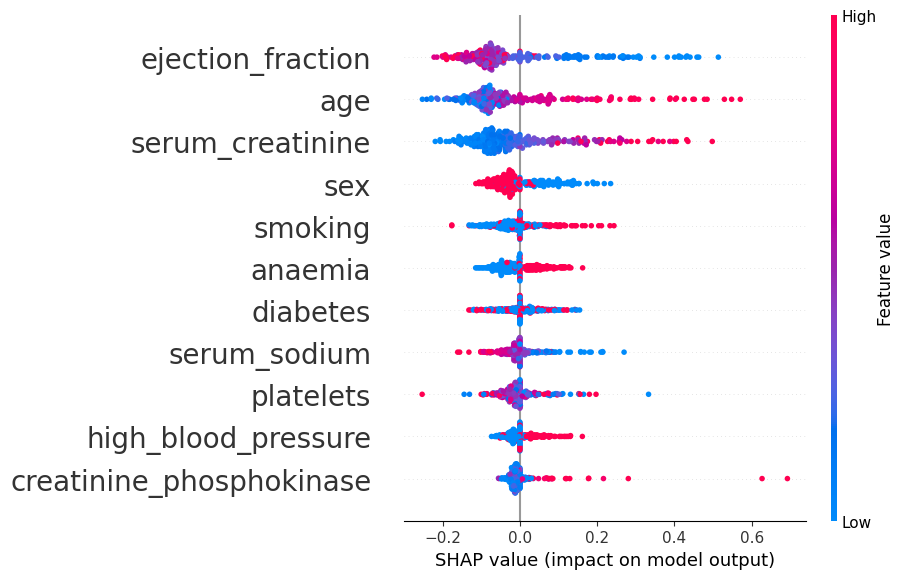 High
ejection_fraction
age
serum_creatinine
sex
smoking
anaemia
diabetes
serum_sodium
platelets
high_blood_pressure
creatinine_phosphokinase
Feature value
Low
−0.2 0.0 0.2 0.4 0.6
SHAP value (impact on model output)